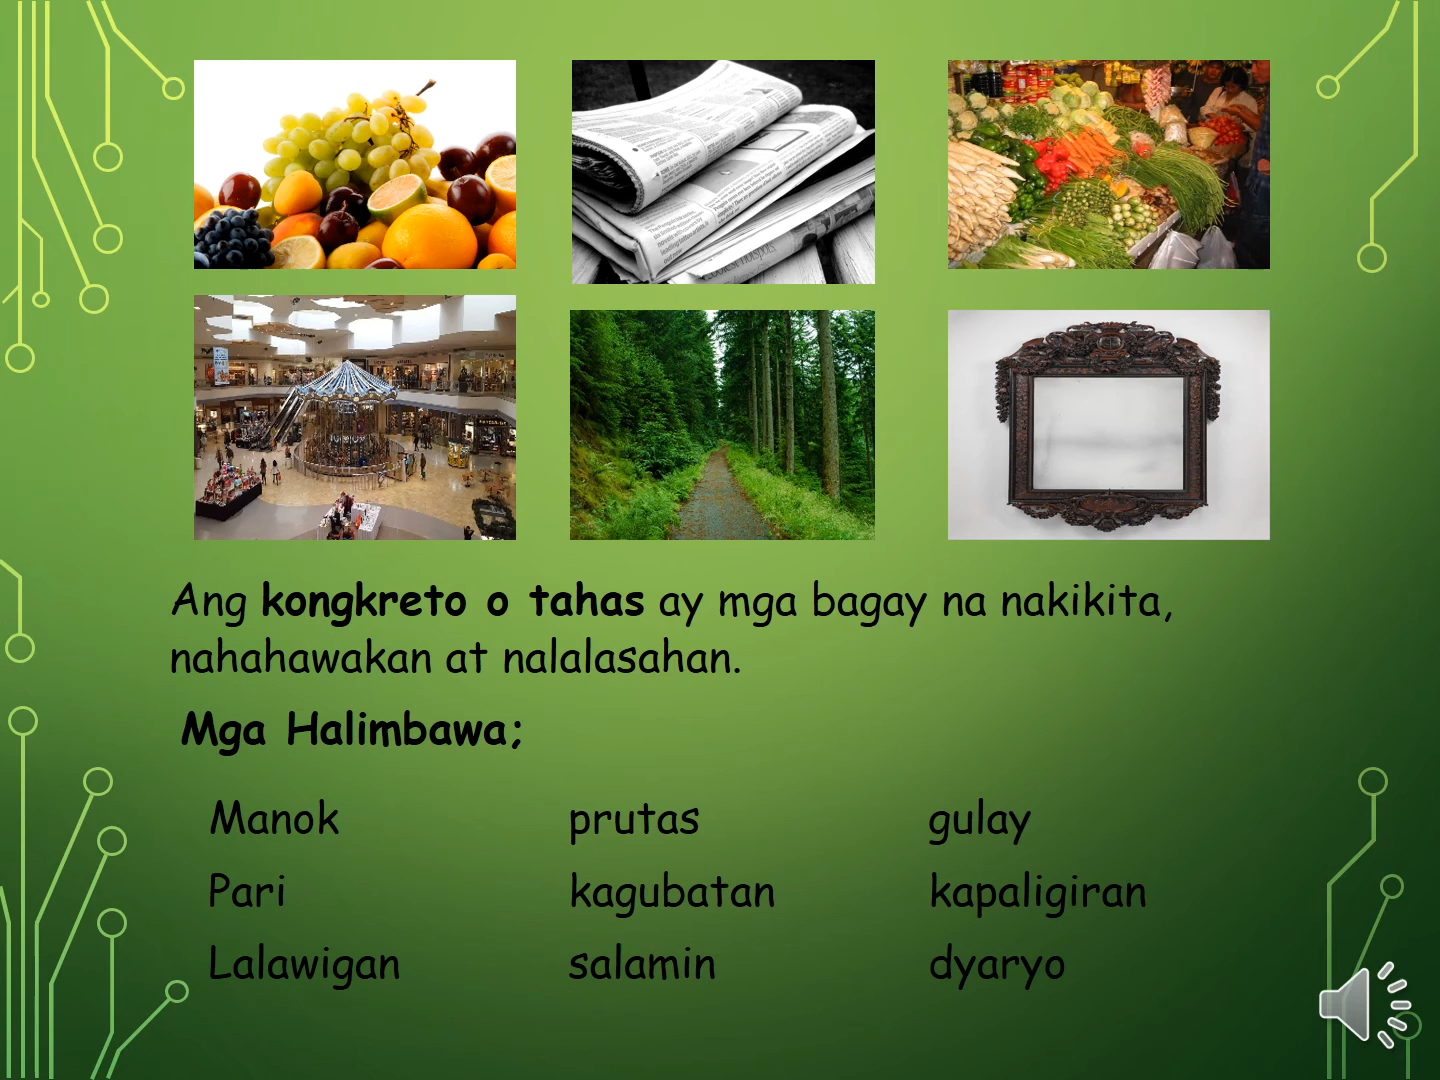 Ang kongkreto o tahas ay mga bagay na nakikita,
nahahawakan at nalalasahan.
Mga Halimbawa;
Manok prutas gulay
Pari kagubatan kapaligiran
Lalawigan salamin dyaryo